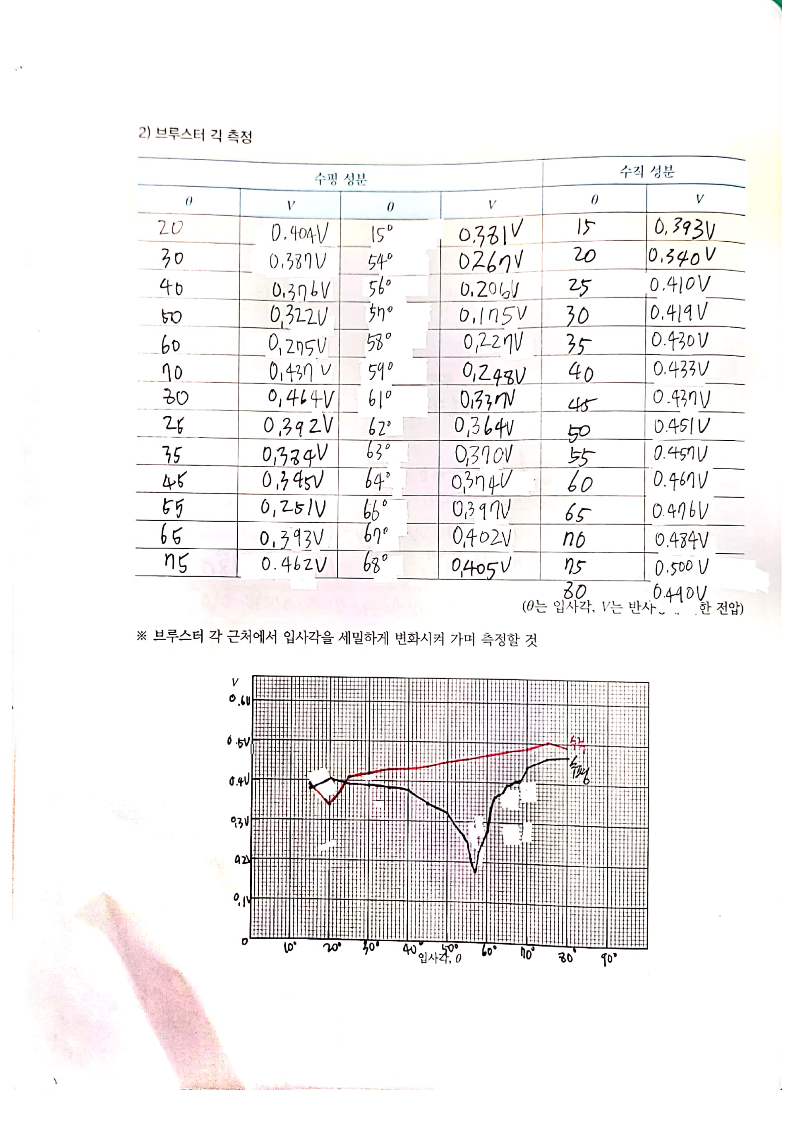 2) 브루스터 각 측정
수평 성분 수직 성분
θ V θ V θ V
20 0.404V 15° 0.381V 15 0.393V
30 0.387V 54° 0.267V 20 0.340V
40 0.376V 56° 0.206V 25 0.410V
50 0.322V 57° 0.175V 30 0.419V
60 0.275V 58° 0.227V 35 0.430V
70 0.437V 59° 0.248V 40 0.433V
80 0.464V 61° 0.337V 45 0.437V
25 0.392V 62° 0.364V 50 0.451V
35 0.384V 63° 0.370V 55 0.457V
45 0.345V 64° 0.374V 60 0.467V
55 0.251V 66° 0.397V 65 0.476V
65 0.393V 67° 0.402V 70 0.484V
75 0.462V 68° 0.405V 75 0.500V
80 0.440V
(θ는 입사각, V는 반사 한 전압)
※ 브루스터 각 근처에서 입사각을 세밀하게 변화시켜 가며 측정할 것
V
0.6V
0.5V
수직
수평
0.4V
0.3V
0.2
0.1V
0 10° 20° 30° 40° 50° 60° 70° 80° 90°
입사각, θ